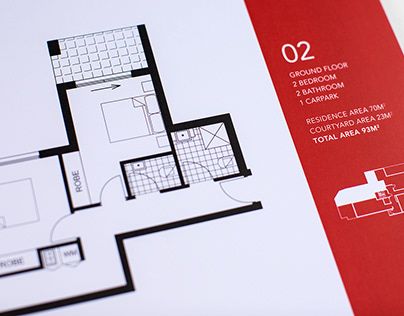 02
GROUND FLOOR
2 BEDROOM
2 BATHROOM
1 CARPARK
RESIDENCE AREA 70M²
COURTYARD AREA 23M²
TOTAL AREA 93M²
ROBE
ROBE